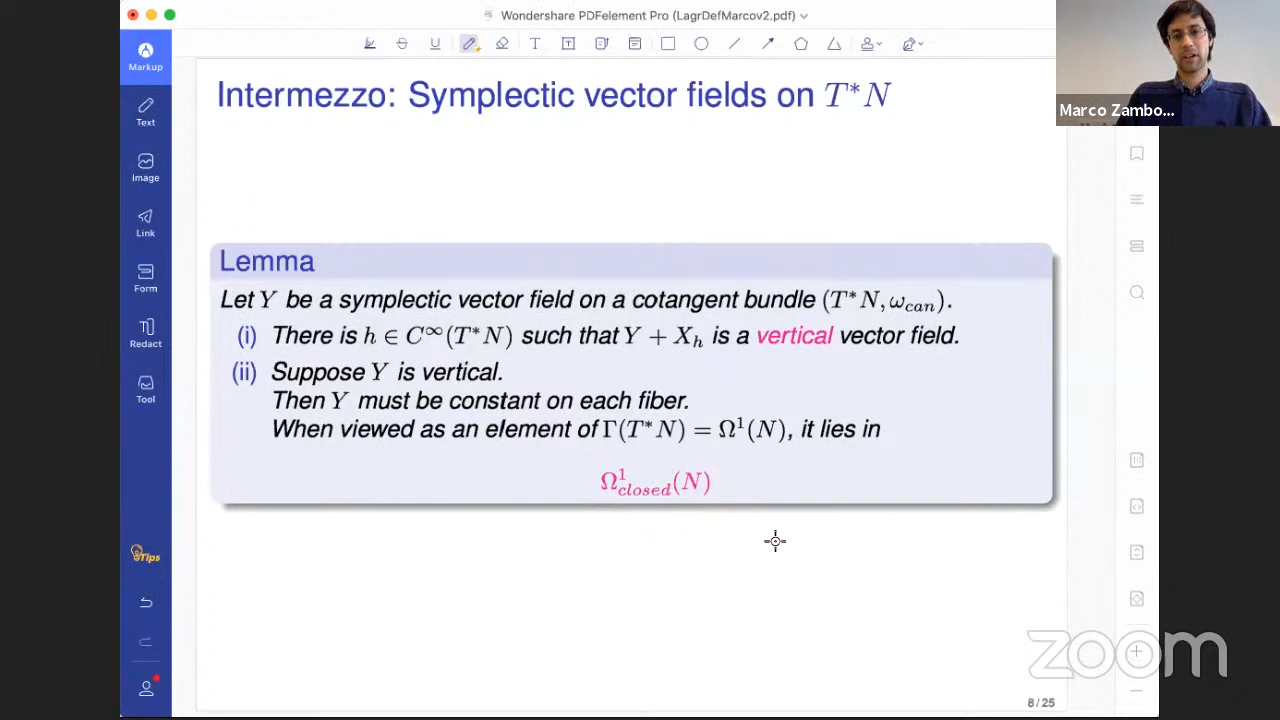 Wondershare PDFelement Pro (LagrDefMarcov2.pdf)
Markup
Text
Image
Link
Form
Redact
Tool
Tips
Intermezzo: Symplectic vector fields on T*N
Lemma
Let Y be a symplectic vector field on a cotangent bundle (T*N, ω_can).
(i) There is h ∈ C^∞(T*N) such that Y + X_h is a vertical vector field.
(ii) Suppose Y is vertical.
Then Y must be constant on each fiber.
When viewed as an element of Γ(T*N) = Ω¹(N), it lies in
Ω¹_closed(N)
8 / 25
Marco Zambo...
zoom